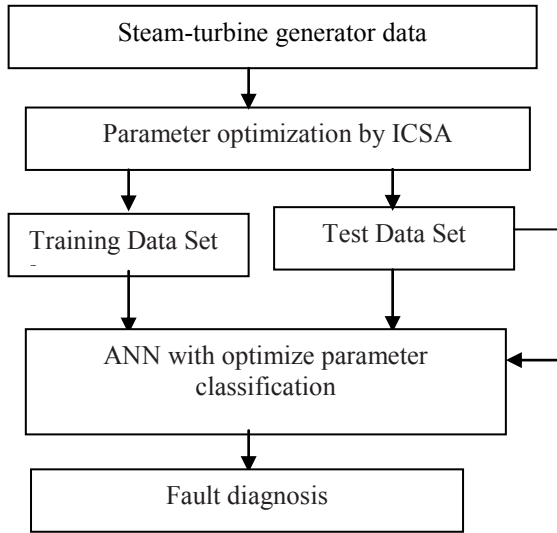 Steam-turbine generator data
Parameter optimization by ICSA
Training Data Set
Test Data Set
ANN with optimize parameter
classification
Fault diagnosis